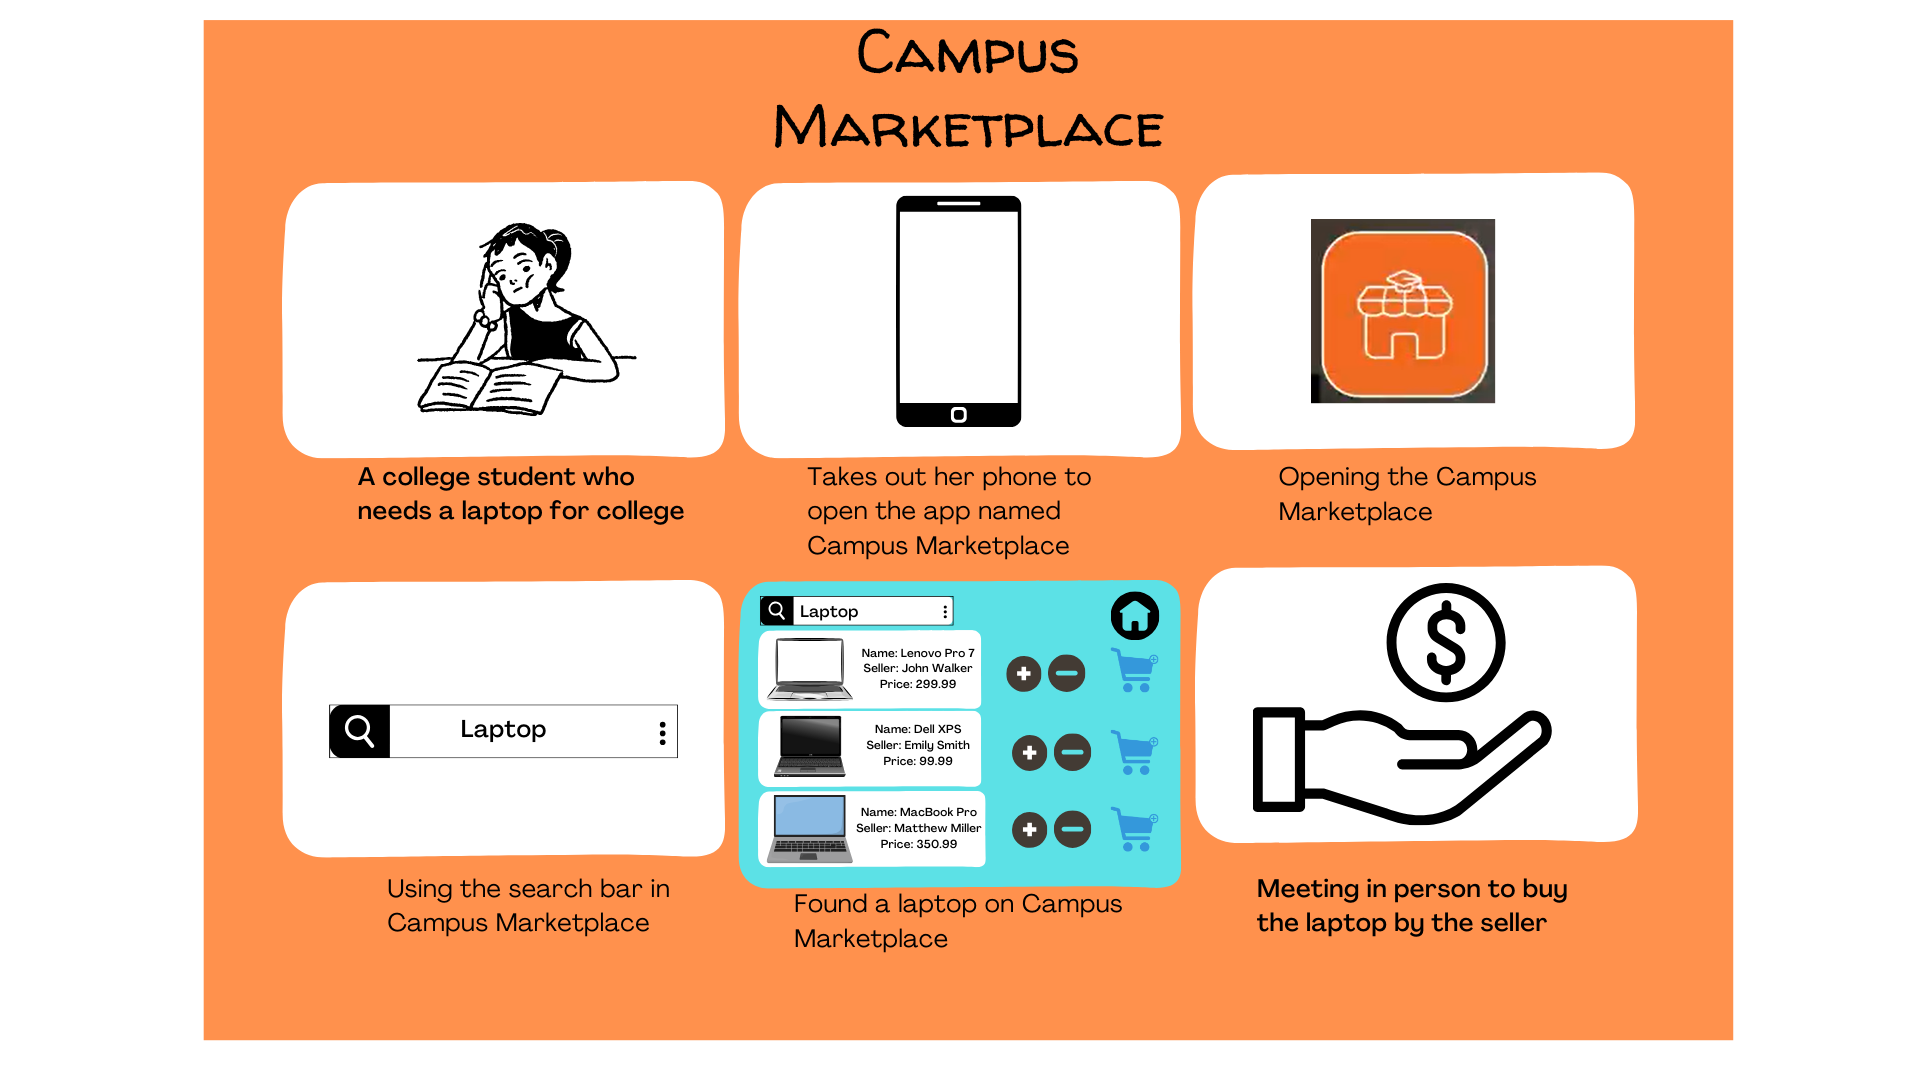 Campus
Marketplace
A college student who
needs a laptop for college
Takes out her phone to
open the app named
Campus Marketplace
Opening the Campus
Marketplace
Laptop
Using the search bar in
Campus Marketplace
Laptop
Name: Lenovo Pro 7
Seller: John Walker
Price: 299.99
Name: Dell XPS
Seller: Emily Smith
Price: 99.99
Name: MacBook Pro
Seller: Matthew Miller
Price: 350.99
Found a laptop on Campus
Marketplace
$
Meeting in person to buy
the laptop by the seller